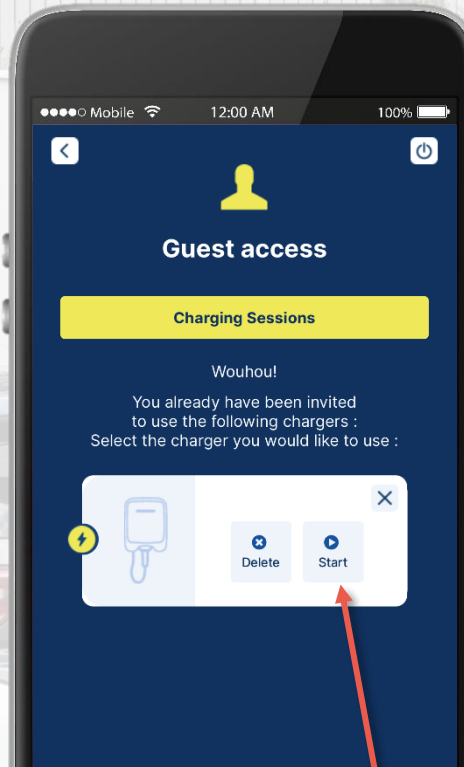 Mobile 12:00 AM 100%
Guest access
Charging Sessions
Wouhou!
You already have been invited
to use the following chargers :
Select the charger you would like to use :
Delete Start